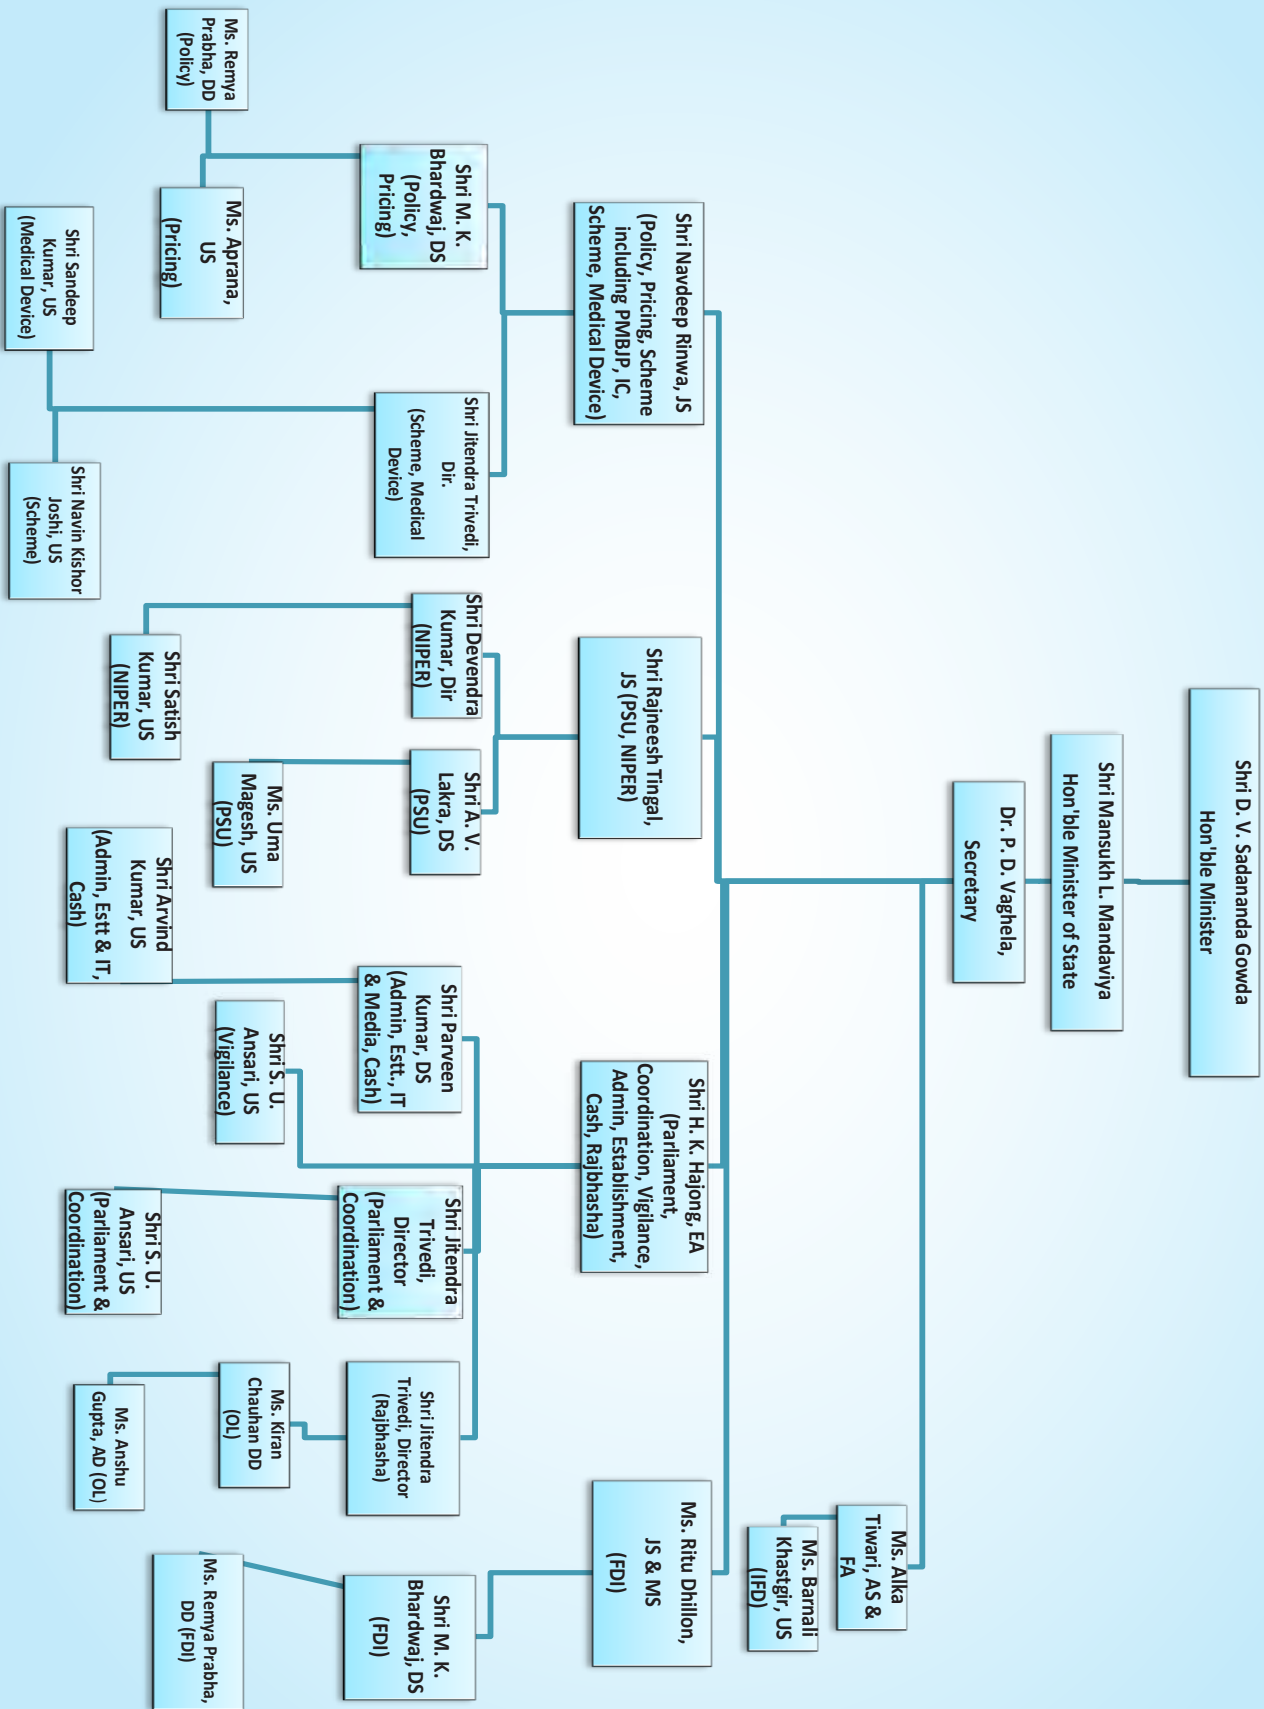 Shri D. V. Sadananda Gowda
Hon'ble Minister
Shri Mansukh L. Mandaviya
Hon'ble Minister of State
Dr. P. D. Vaghela,
Secretary
Ms. Alka
Tiwari, AS &
FA
Ms. Barnali
Khastgir, US
(IFD)
Shri Navdeep Rinwa, JS
(Policy, Pricing, Scheme
including PMBJP, IC,
Scheme, Medical Device)
Shri Rajneesh Tingal,
JS (PSU, NIPER)
Shri H. K. Hajong, EA
(Parliament,
Coordination, Vigilance,
Admin, Establishment,
Cash, Rajbhasha)
Ms. Ritu Dhillon,
JS & MS
(FDI)
Shri M. K.
Bhardwaj, DS
(Policy,
Pricing)
Shri Jitendra Trivedi,
Dir.
(Scheme, Medical
Device)
Shri Devendra
Kumar, Dir
(NIPER)
Shri A. V.
Lakra, DS
(PSU)
Shri Parveen
Kumar, DS
(Admin, Estt., IT
& Media, Cash)
Shri S. U.
Ansari, US
(Vigilance)
Shri Jitendra
Trivedi,
Director
(Parliament &
Coordination)
Shri Jitendra
Trivedi, Director
(Rajbhasha)
Shri M. K.
Bhardwaj, DS
(FDI)
Ms. Remya
Prabha, DD
(Policy)
Ms. Aprana,
US
(Pricing)
Shri Sandeep
Kumar, US
(Medical Device)
Shri Navin Kishor
Joshi, US
(Scheme)
Shri Satish
Kumar, US
(NIPER)
Ms. Uma
Magesh, US
(PSU)
Shri Arvind
Kumar, US
(Admin, Estt & IT,
Cash)
Shri S. U.
Ansari, US
(Parliament &
Coordination)
Ms. Kiran
Chauhan DD
(OL)
Ms. Anshu
Gupta, AD (OL)
Ms. Remya Prabha,
DD (FDI)